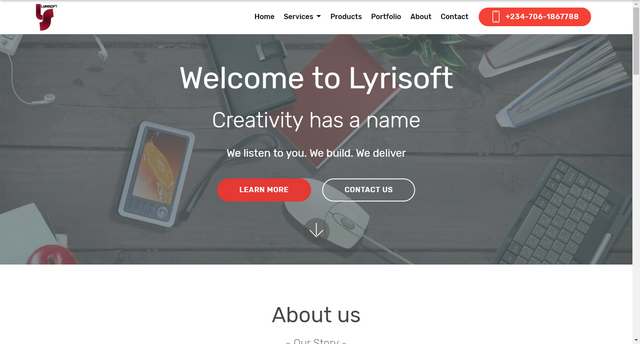 LYRISOFT
Home Services Products Portfolio About Contact +234-706-1867788
Welcome to Lyrisoft
Creativity has a name
We listen to you. We build. We deliver
LEARN MORE CONTACT US
About us
- Our Story -